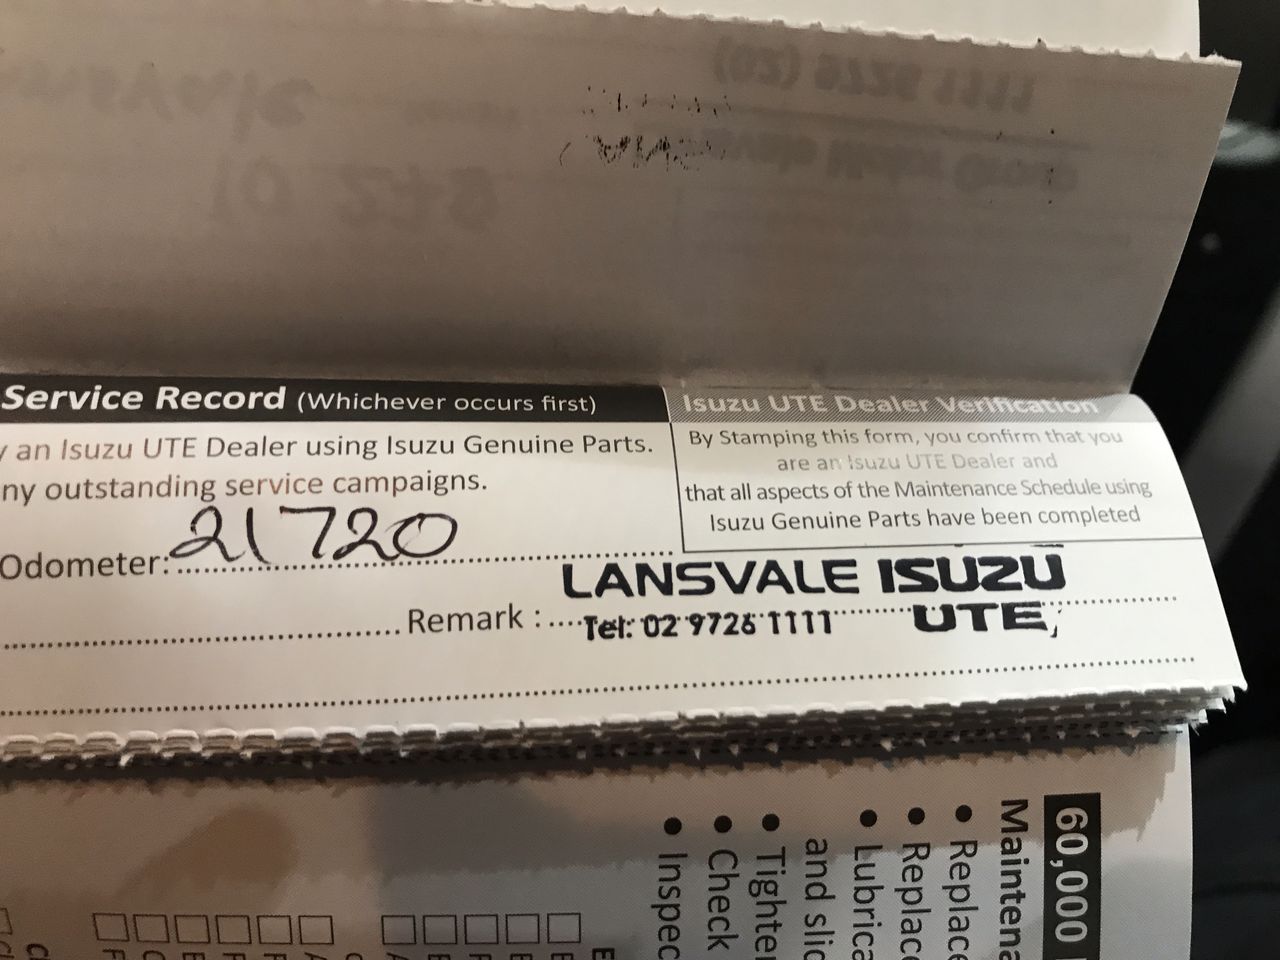 Service Record (Whichever occurs first)
an Isuzu UTE Dealer using Isuzu Genuine Parts.
ny outstanding service campaigns.
Odometer: 21720
Isuzu UTE Dealer Verification
By Stamping this form, you confirm that you
are an Isuzu UTE Dealer and
that all aspects of the Maintenance Schedule using
Isuzu Genuine Parts have been completed
LANSVALE ISUZU
Remark : Tel: 02 9726 1111 UTE
60,000
Maintena
• Replace
• Replace
• Lubrica
and slid
• Tighten
• Check
• Inspec